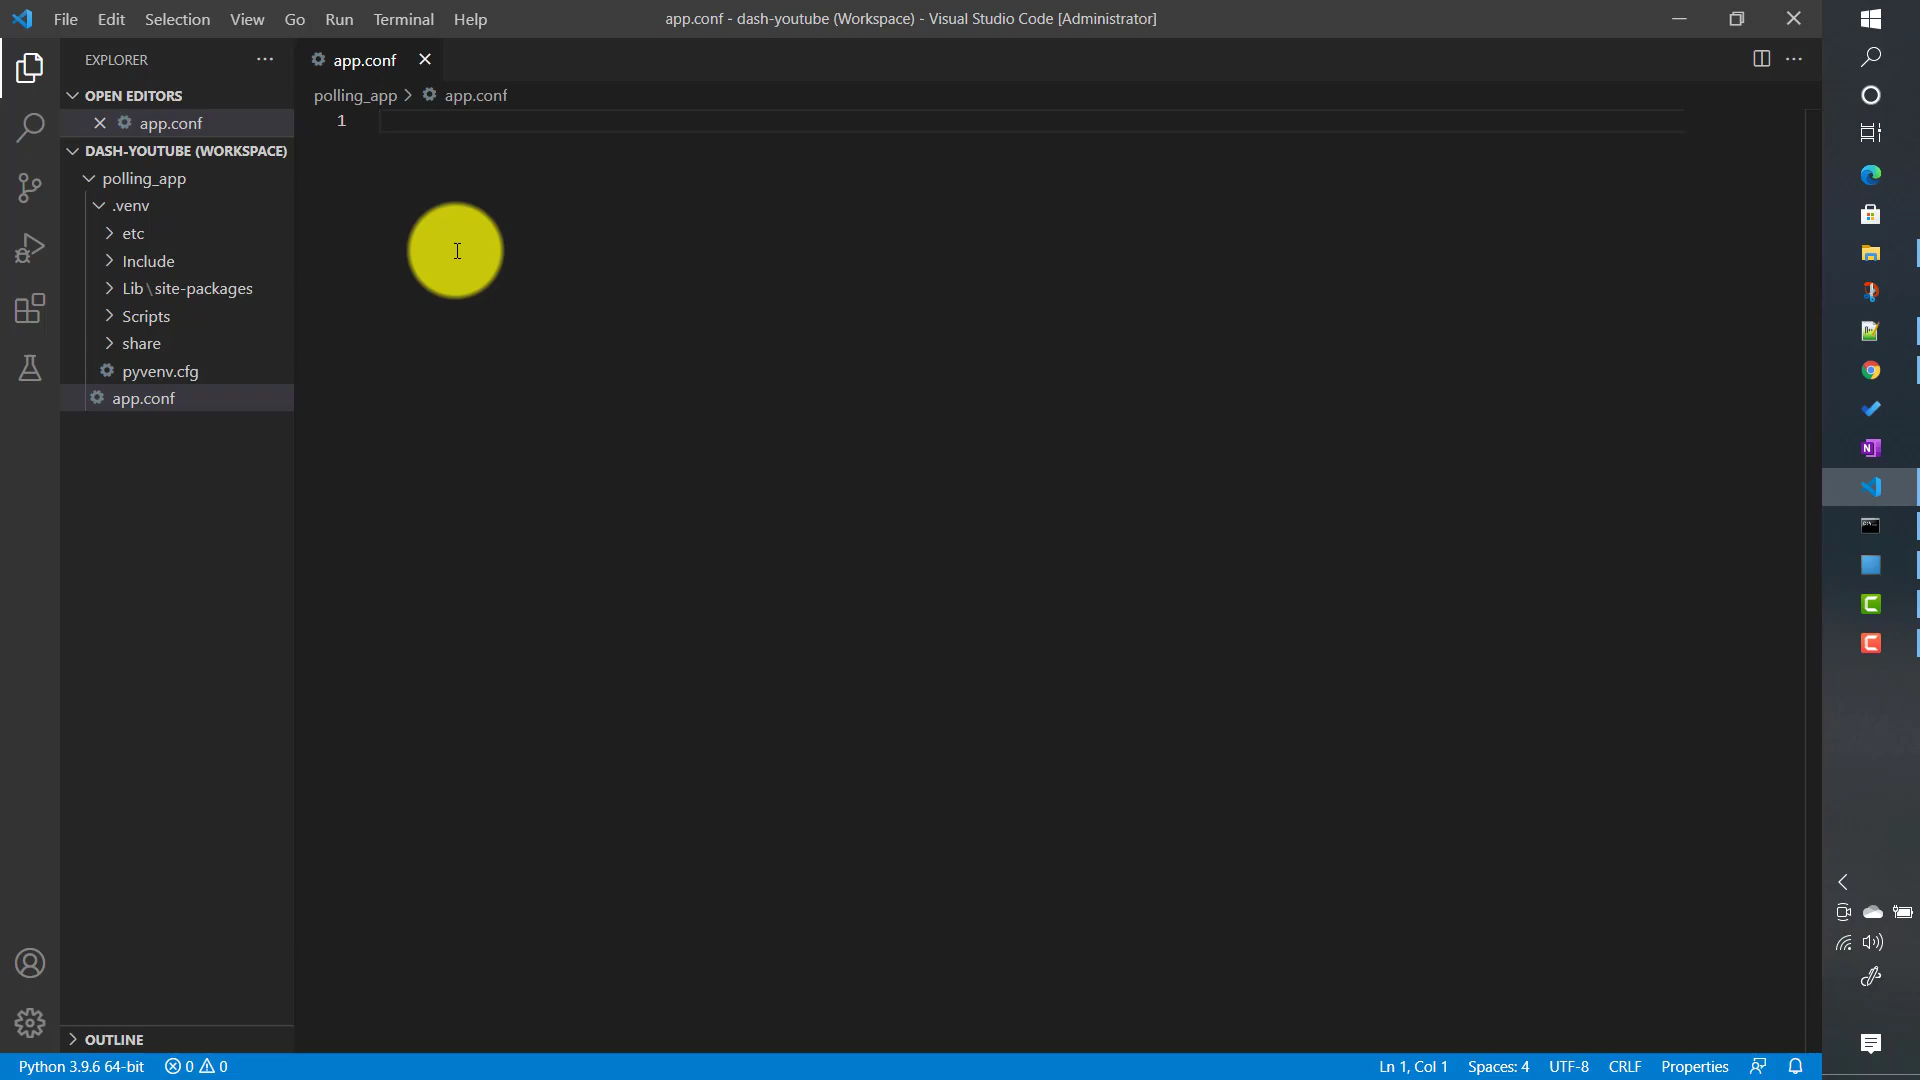 File Edit Selection View Go Run Terminal Help
app.conf - dash-youtube (Workspace) - Visual Studio Code [Administrator]
EXPLORER
app.conf
OPEN EDITORS
app.conf
polling_app > app.conf
1
DASH-YOUTUBE (WORKSPACE)
polling_app
.venv
etc
Include
Lib\site-packages
Scripts
share
pyvenv.cfg
app.conf
OUTLINE
Python 3.9.6 64-bit 0 0
Ln 1, Col 1 Spaces: 4 UTF-8 CRLF Properties